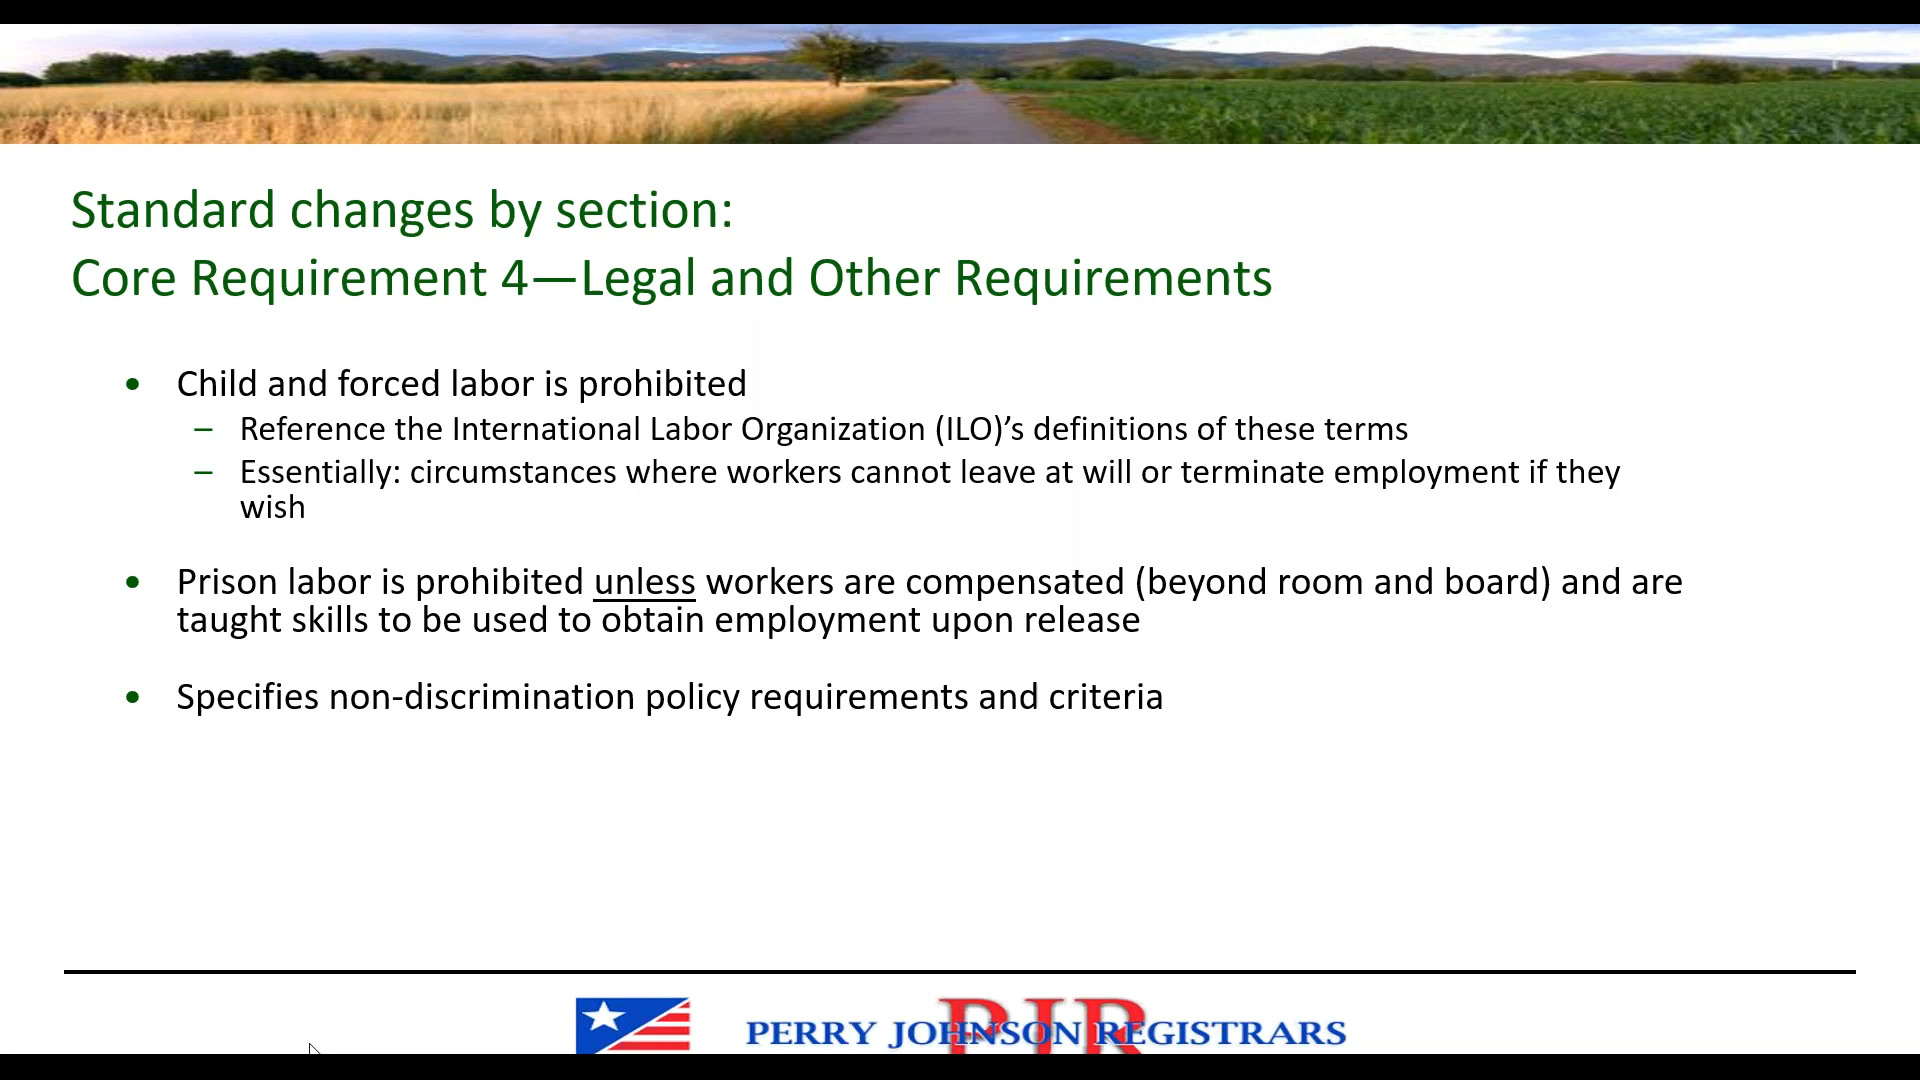 Standard changes by section:
Core Requirement 4—Legal and Other Requirements
• Child and forced labor is prohibited
– Reference the International Labor Organization (ILO)’s definitions of these terms
– Essentially: circumstances where workers cannot leave at will or terminate employment if they
wish
• Prison labor is prohibited unless workers are compensated (beyond room and board) and are
taught skills to be used to obtain employment upon release
• Specifies non-discrimination policy requirements and criteria
PJR
PERRY JOHNSON REGISTRARS